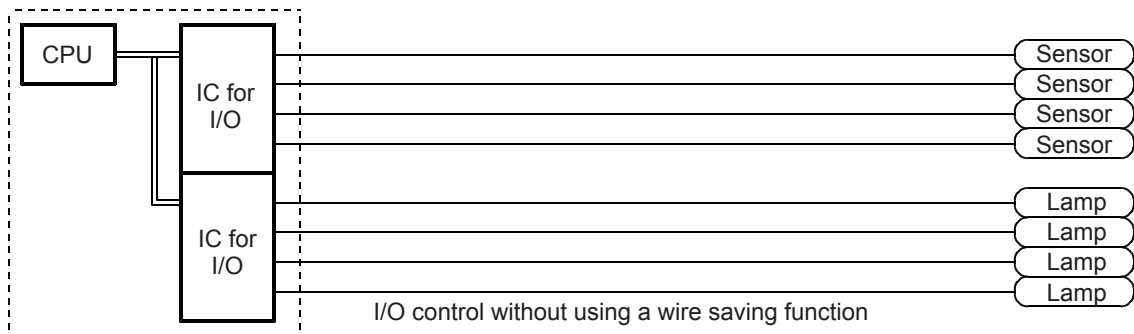 CPU
IC for
I/O
Sensor
Sensor
Sensor
Sensor
IC for
I/O
Lamp
Lamp
Lamp
Lamp
I/O control without using a wire saving function